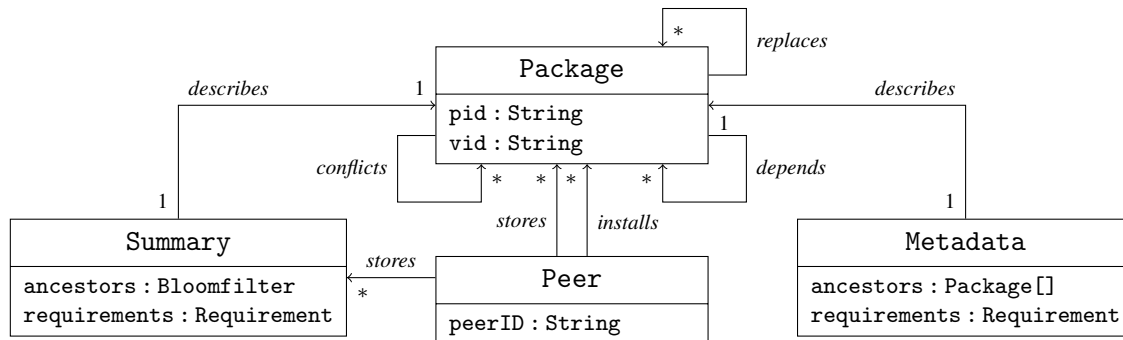 *
replaces
Package
describes
1
describes
pid : String
1
vid : String
conflicts
*
*
*
*
depends
1
stores
installs
1
Summary
Metadata
stores
Peer
ancestors : Bloomfilter
*
ancestors : Package[]
requirements : Requirement
peerID : String
requirements : Requirement